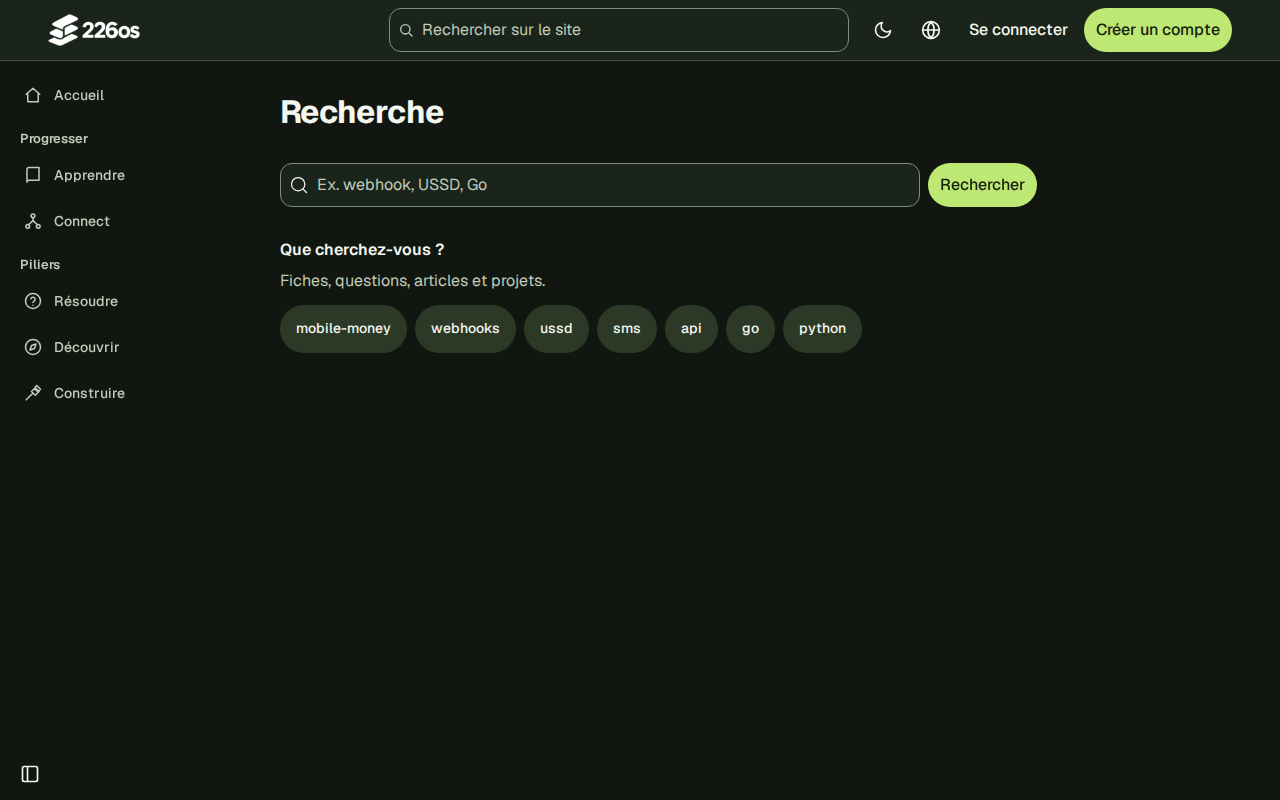 226os
Rechercher sur le site
Se connecter
Créer un compte
Accueil
Progresser
Apprendre
Connect
Piliers
Résoudre
Découvrir
Construire
Recherche
Ex. webhook, USSD, Go
Rechercher
Que cherchez-vous ?
Fiches, questions, articles et projets.
mobile-money webhooks ussd sms api go python